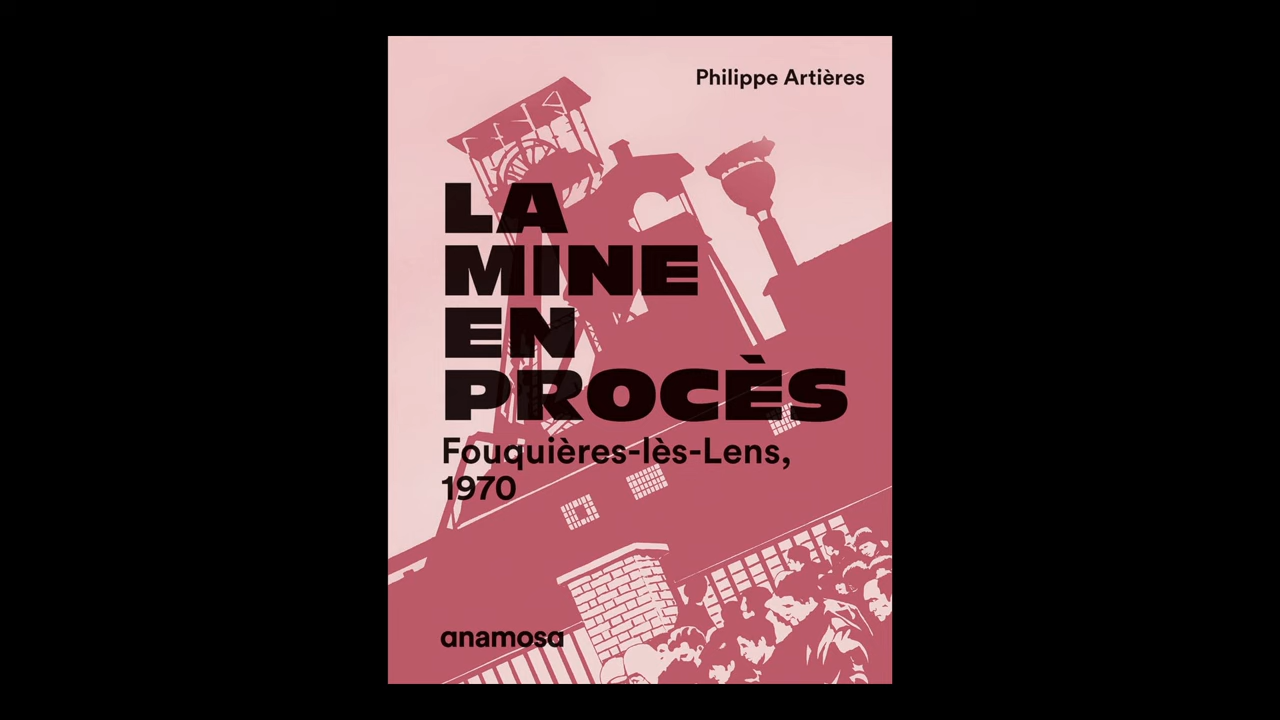 Philippe Artières
LA
MINE
EN
PROCÈS
Fouquières-lès-Lens,
1970
anamosa